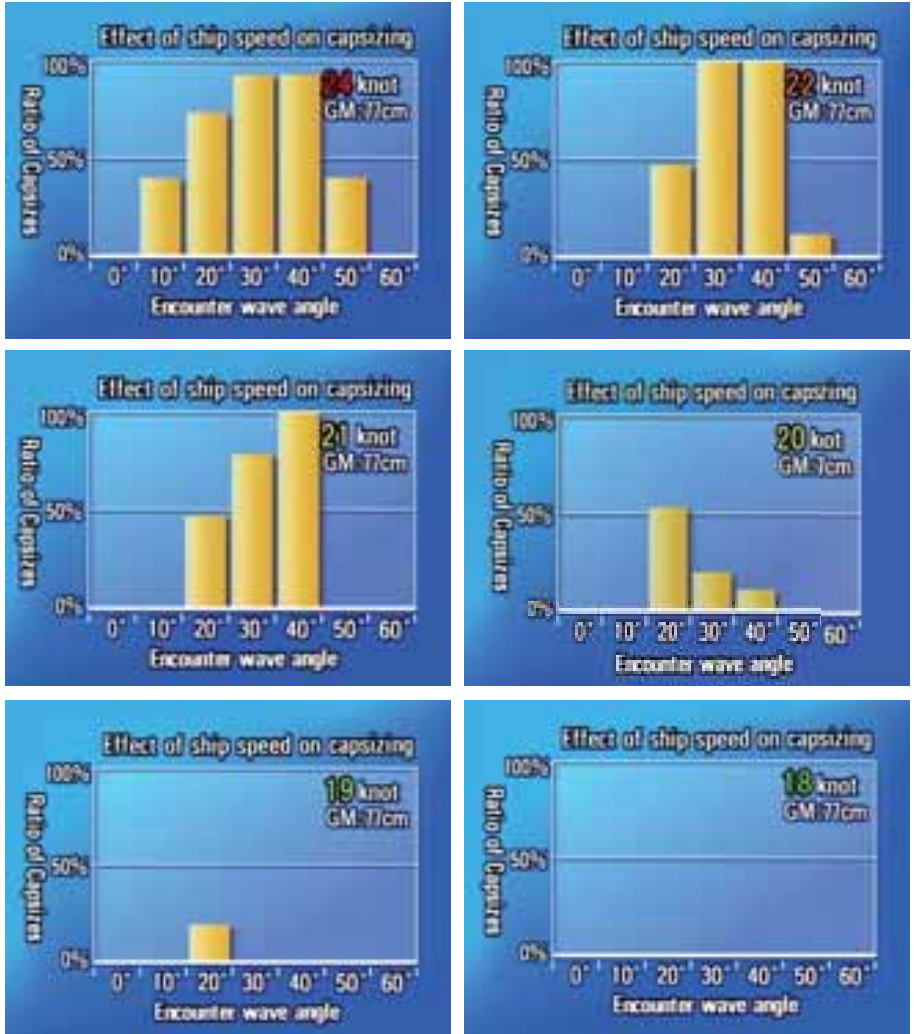 Effect of ship speed on capsizing
100%
24 knot
GM:77cm
Ratio of Capsizes
50%
0%
0° 10° 20° 30° 40° 50° 60°
Encounter wave angle
Effect of ship speed on capsizing
100%
22 knot
GM:77cm
Ratio of Capsizes
50%
0%
0° 10° 20° 30° 40° 50° 60°
Encounter wave angle
Effect of ship speed on capsizing
100%
21 knot
GM:77cm
Ratio of Capsizes
50%
0%
0° 10° 20° 30° 40° 50° 60°
Encounter wave angle
Effect of ship speed on capsizing
100%
20 kot
GM:7cm
Ratio of Capsizes
50%
0%
0° 10° 20° 30° 40° 50° 60°
Encounter wave angle
Effect of ship speed on capsizing
100%
19 knot
GM:77cm
Ratio of Capsizes
50%
0%
0° 10° 20° 30° 40° 50° 60°
Encounter wave angle
Effect of ship speed on capsizing
100%
18 knot
GM:77cm
Ratio of Capsizes
50%
0%
0° 10° 20° 30° 40° 50° 60°
Encounter wave angle